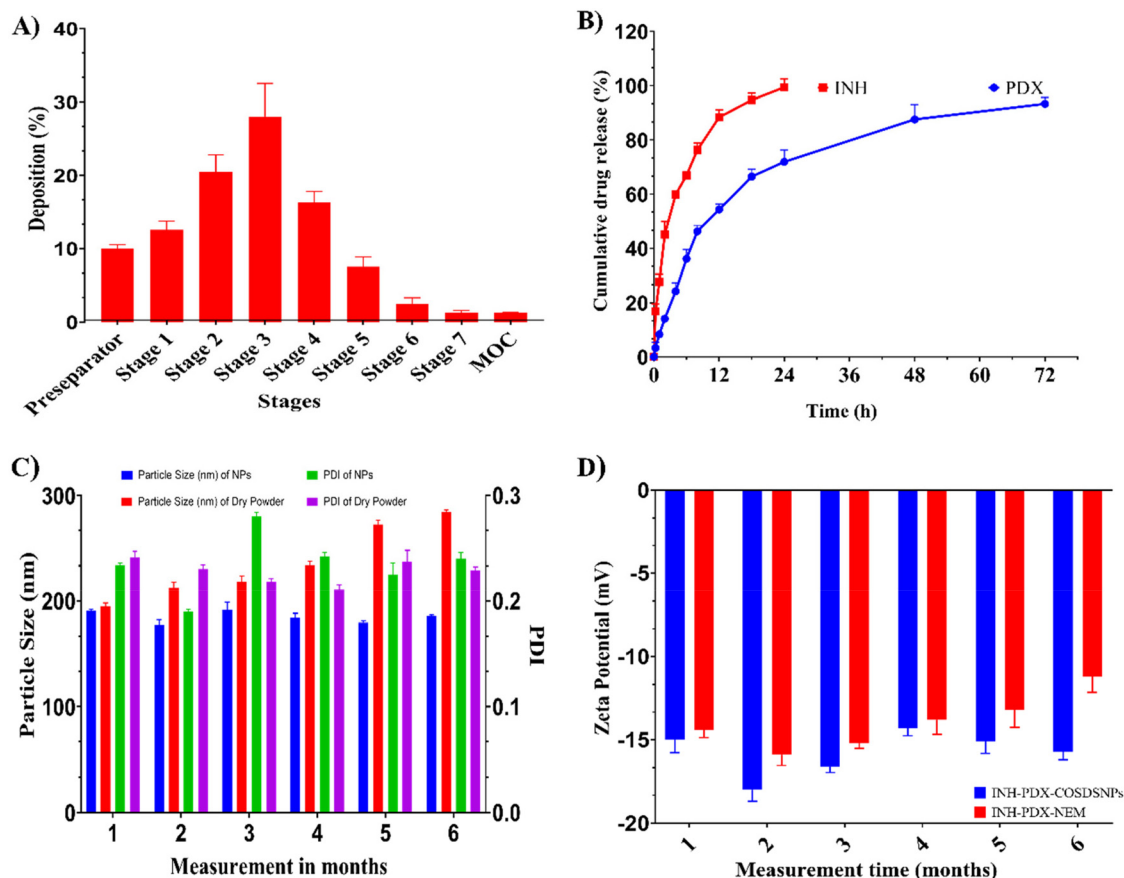 A)
40
30
20
10
0
Deposition (%)
Preseparator
Stage 1
Stage 2
Stage 3
Stage 4
Stage 5
Stage 6
Stage 7
MOC
Stages
B)
120
100
80
60
40
20
0
Cumulative drug release (%)
INH
PDX
0 12 24 36 48 60 72
Time (h)
C)
Particle Size (nm) of NPs
PDI of NPs
Particle Size (nm) of Dry Powder
PDI of Dry Powder
300
200
100
0
Particle Size (nm)
0.3
0.2
0.1
0.0
PDI
1 2 3 4 5 6
Measurement in months
D)
0
-5
-10
-15
-20
Zeta Potential (mV)
INH-PDX-COSDSNPs
INH-PDX-NEM
1 2 3 4 5 6
Measurement time (months)